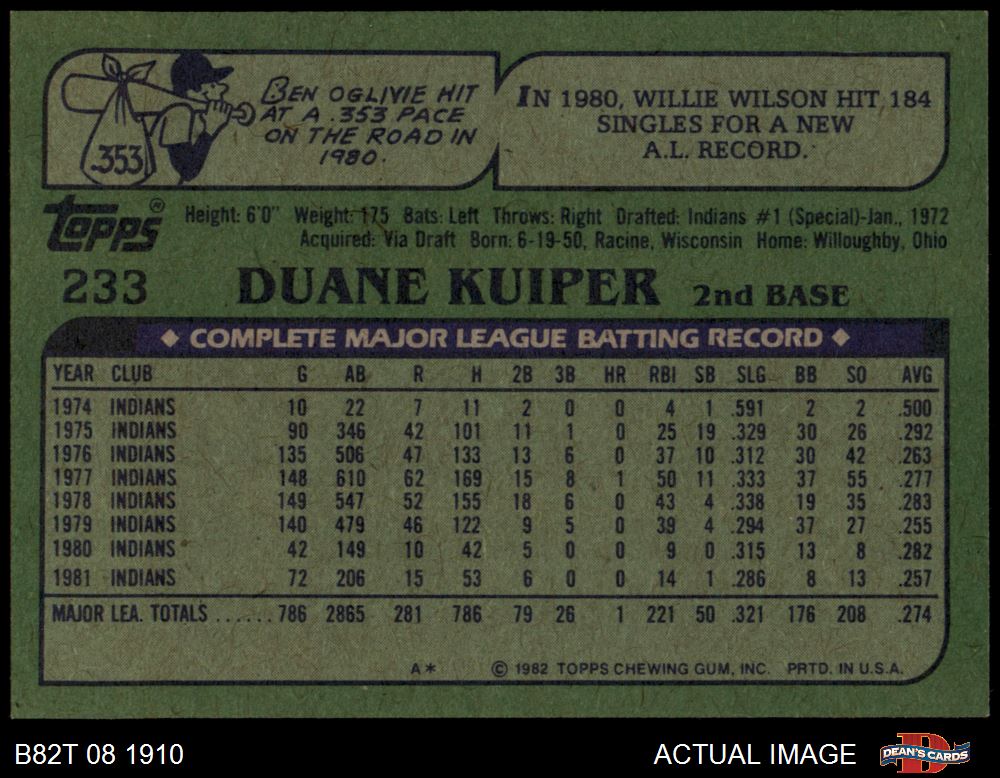 BEN OGLIVIE HIT
AT A .353 PACE
ON THE ROAD IN
1980.
.353
IN 1980, WILLIE WILSON HIT 184
SINGLES FOR A NEW
A.L. RECORD.
TOPPS®
Height: 6'0" Weight: 175 Bats: Left Throws: Right Drafted: Indians #1 (Special)-Jan., 1972
Acquired: Via Draft Born: 6-19-50, Racine, Wisconsin Home: Willoughby, Ohio
233 DUANE KUIPER 2nd BASE
◆ COMPLETE MAJOR LEAGUE BATTING RECORD ◆
YEAR CLUB G AB R H 2B 3B HR RBI SB SLG BB SO AVG
1974 INDIANS 10 22 7 11 2 0 0 4 1 .591 2 2 .500
1975 INDIANS 90 346 42 101 11 1 0 25 19 .329 30 26 .292
1976 INDIANS 135 506 47 133 13 6 0 37 10 .312 30 42 .263
1977 INDIANS 148 610 62 169 15 8 1 50 11 .333 37 55 .277
1978 INDIANS 149 547 52 155 18 6 0 43 4 .338 19 35 .283
1979 INDIANS 140 479 46 122 9 5 0 39 4 .294 37 27 .255
1980 INDIANS 42 149 10 42 5 0 0 9 0 .315 13 8 .282
1981 INDIANS 72 206 15 53 6 0 0 14 1 .286 8 13 .257
MAJOR LEA. TOTALS ...... 786 2865 281 786 79 26 1 221 50 .321 176 208 .274
A* © 1982 TOPPS CHEWING GUM, INC. PRTD. IN U.S.A.
B82T 08 1910 ACTUAL IMAGE DEAN'S CARDS